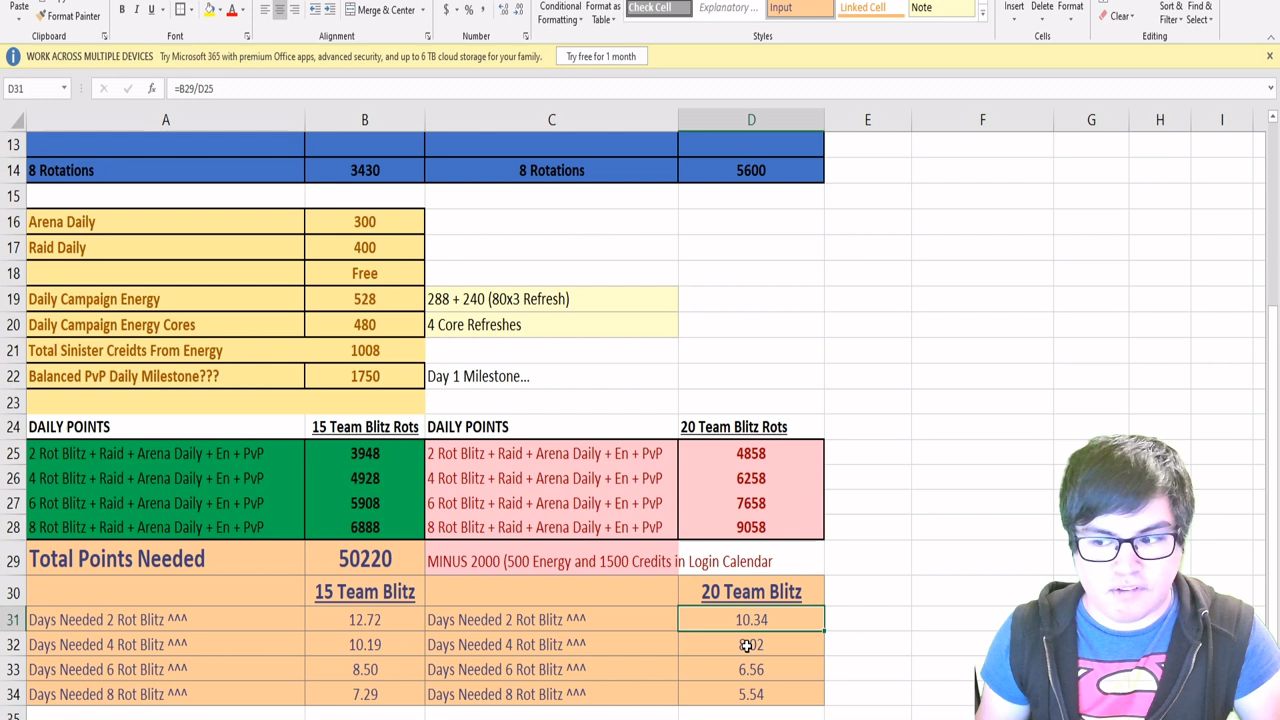 Paste
Format Painter
B I U
Merge & Center
$ % ,
Conditional Formatting
Format as Table
Check Cell
Explanatory ...
Input
Linked Cell
Note
Insert Delete Format
Clear
Sort & Filter
Find & Select
Clipboard Font Alignment Number Styles Cells Editing
WORK ACROSS MULTIPLE DEVICES Try Microsoft 365 with premium Office apps, advanced security, and up to 6 TB cloud storage for your family. Try free for 1 month
D31 fx =B29/D25
A B C D E F G H I
13
14 8 Rotations 3430 8 Rotations 5600
15
16 Arena Daily 300
17 Raid Daily 400
18 Free
19 Daily Campaign Energy 528 288 + 240 (80x3 Refresh)
20 Daily Campaign Energy Cores 480 4 Core Refreshes
21 Total Sinister Creidts From Energy 1008
22 Balanced PvP Daily Milestone??? 1750 Day 1 Milestone...
23
24 DAILY POINTS 15 Team Blitz Rots DAILY POINTS 20 Team Blitz Rots
25 2 Rot Blitz + Raid + Arena Daily + En + PvP 3948 2 Rot Blitz + Raid + Arena Daily + En + PvP 4858
26 4 Rot Blitz + Raid + Arena Daily + En + PvP 4928 4 Rot Blitz + Raid + Arena Daily + En + PvP 6258
27 6 Rot Blitz + Raid + Arena Daily + En + PvP 5908 6 Rot Blitz + Raid + Arena Daily + En + PvP 7658
28 8 Rot Blitz + Raid + Arena Daily + En + PvP 6888 8 Rot Blitz + Raid + Arena Daily + En + PvP 9058
29 Total Points Needed 50220 MINUS 2000 (500 Energy and 1500 Credits in Login Calendar
30 15 Team Blitz 20 Team Blitz
31 Days Needed 2 Rot Blitz ^^^ 12.72 Days Needed 2 Rot Blitz ^^^ 10.34
32 Days Needed 4 Rot Blitz ^^^ 10.19 Days Needed 4 Rot Blitz ^^^
33 Days Needed 6 Rot Blitz ^^^ 8.50 Days Needed 6 Rot Blitz ^^^ 6.56
34 Days Needed 8 Rot Blitz ^^^ 7.29 Days Needed 8 Rot Blitz ^^^ 5.54